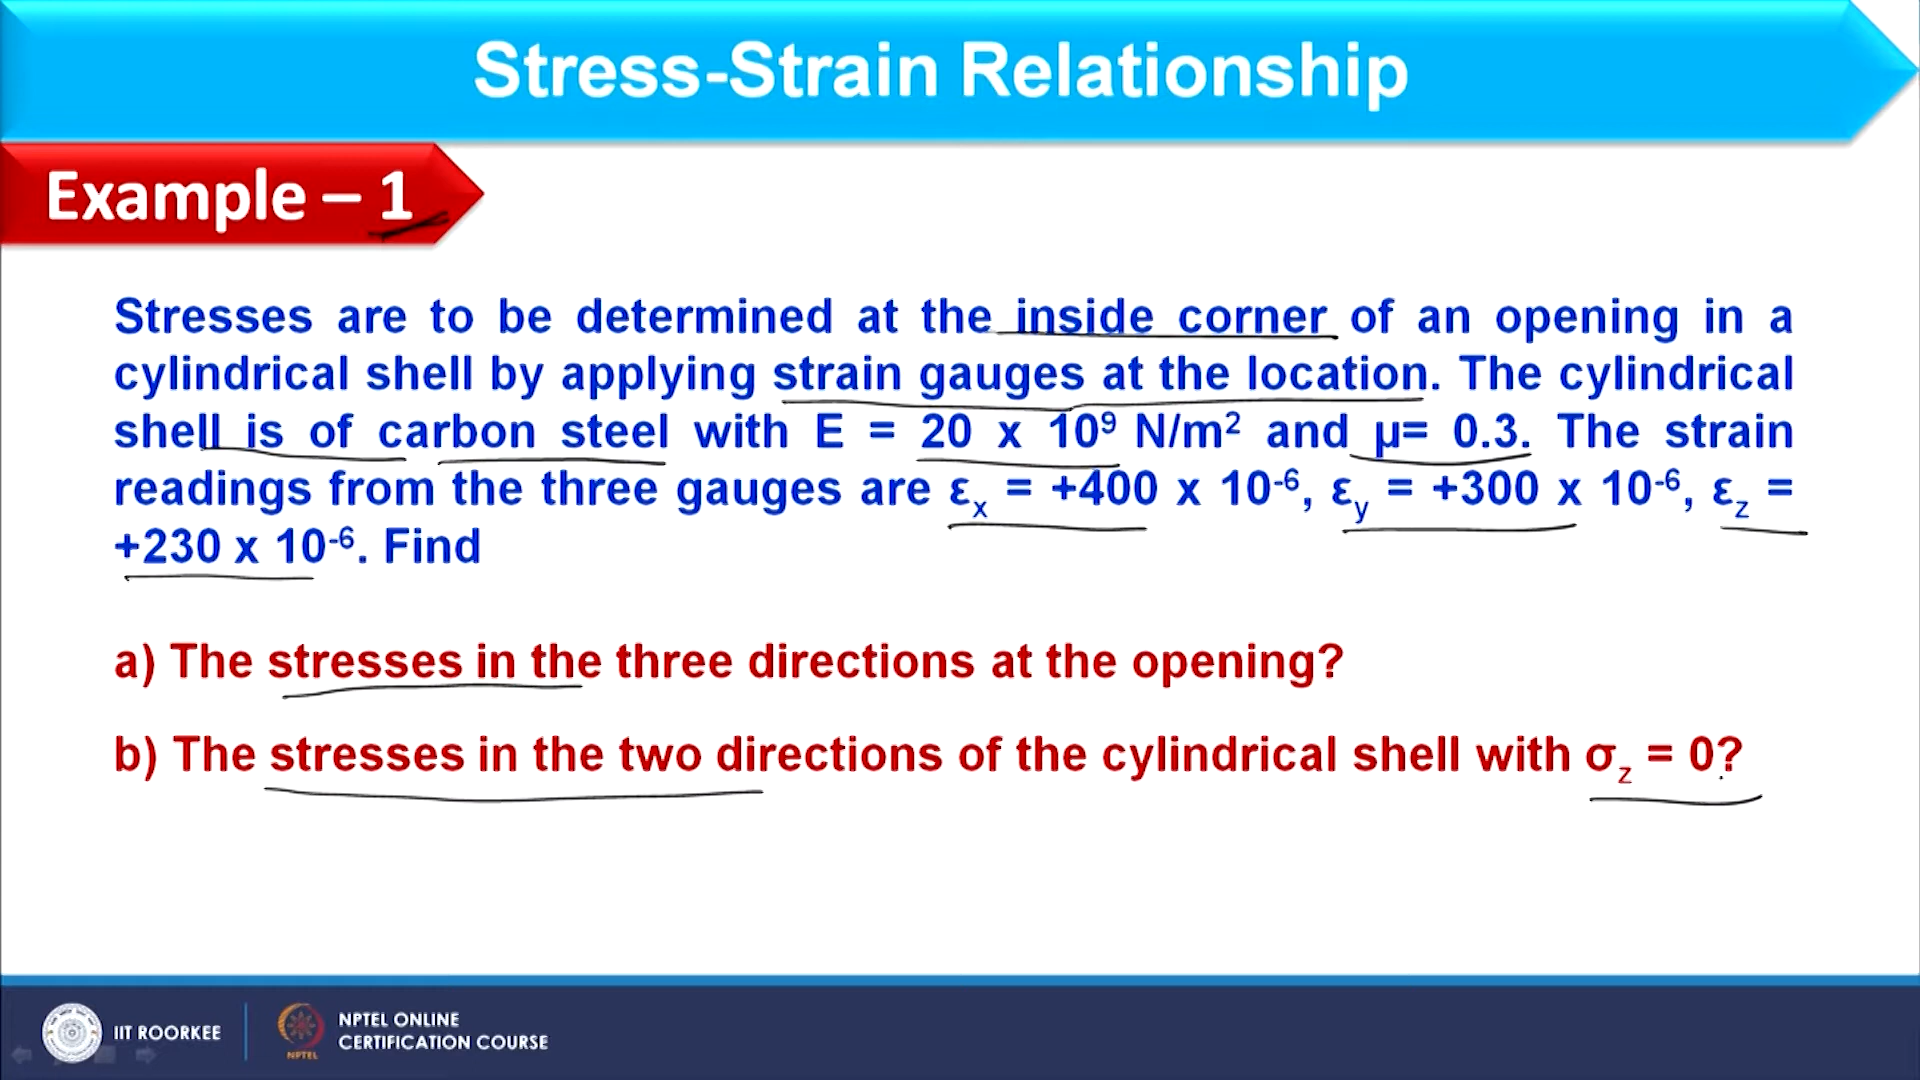 Stress-Strain Relationship
Example – 1
Stresses are to be determined at the inside corner of an opening in a
cylindrical shell by applying strain gauges at the location. The cylindrical
shell is of carbon steel with E = 20 x 10⁹ N/m² and μ= 0.3. The strain
readings from the three gauges are εₓ = +400 x 10⁻⁶, ε_y = +300 x 10⁻⁶, ε_z =
+230 x 10⁻⁶. Find
a) The stresses in the three directions at the opening?
b) The stresses in the two directions of the cylindrical shell with σ_z = 0?
IIT ROORKEE
NPTEL
NPTEL ONLINE
CERTIFICATION COURSE